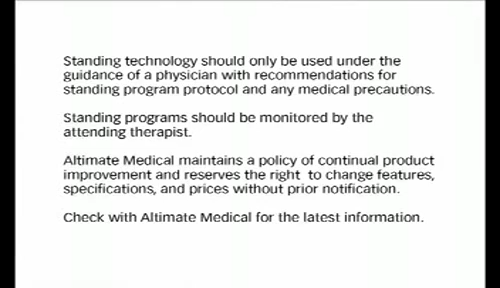 Standing technology should only be used under the
guidance of a physician with recommendations for
standing program protocol and any medical precautions.
Standing programs should be monitored by the
attending therapist.
Altimate Medical maintains a policy of continual product
improvement and reserves the right to change features,
specifications, and prices without prior notification.
Check with Altimate Medical for the latest information.